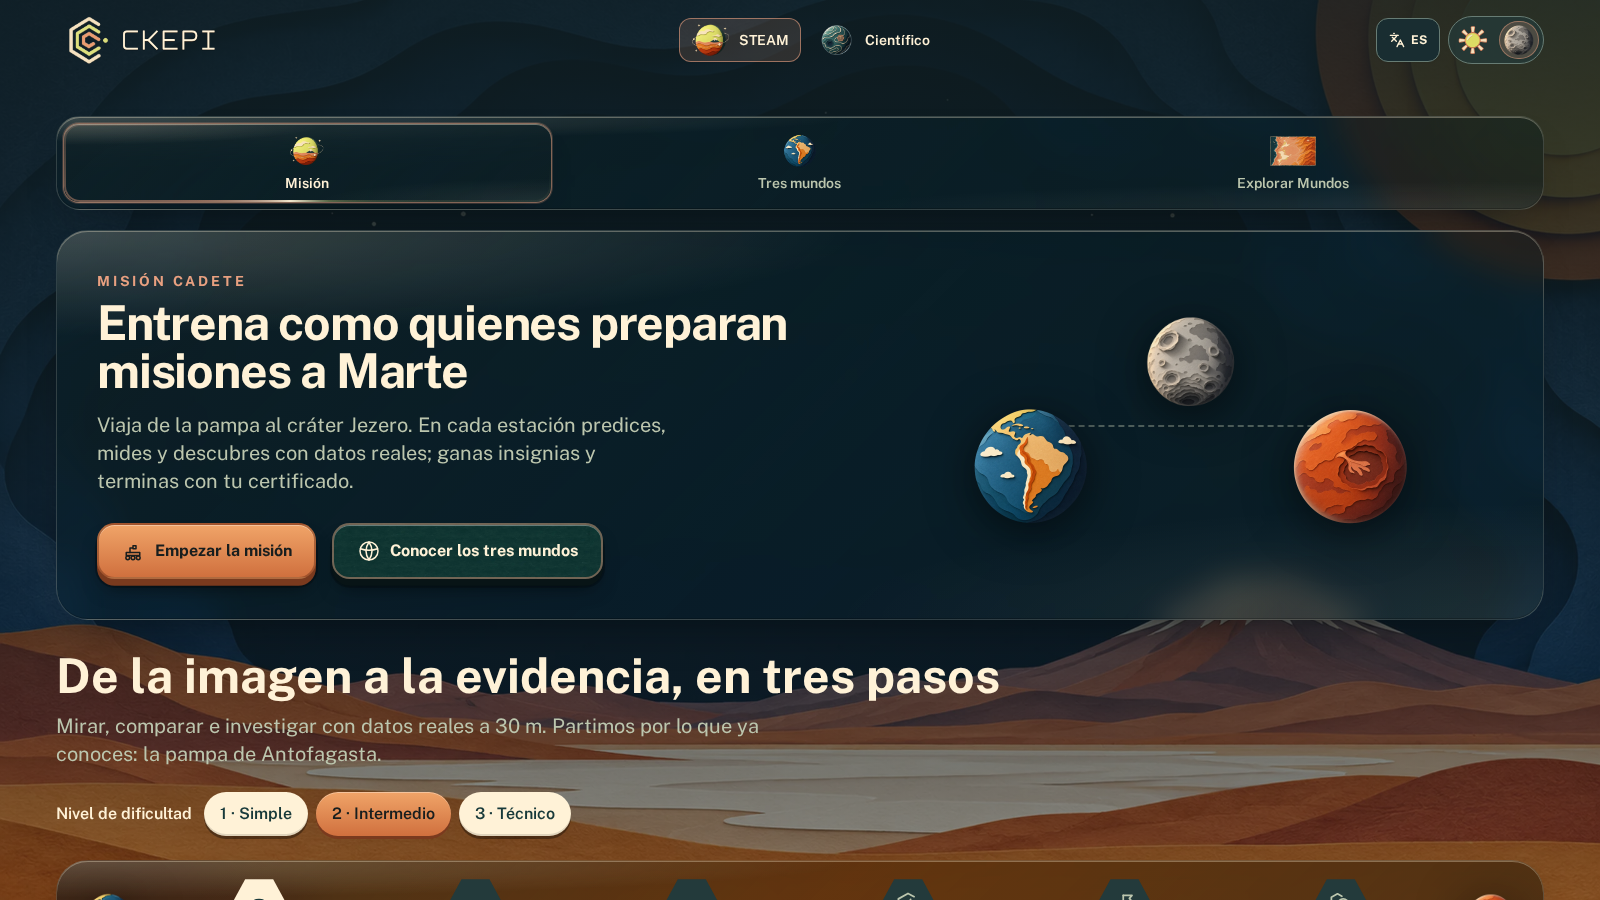 CKEPI
STEAM
Científico
ES
Misión
Tres mundos
Explorar Mundos
MISIÓN CADETE
Entrena como quienes preparan
misiones a Marte
Viaja de la pampa al cráter Jezero. En cada estación predices,
mides y descubres con datos reales; ganas insignias y
terminas con tu certificado.
Empezar la misión
Conocer los tres mundos
De la imagen a la evidencia, en tres pasos
Mirar, comparar e investigar con datos reales a 30 m. Partimos por lo que ya
conoces: la pampa de Antofagasta.
Nivel de dificultad
1 · Simple
2 · Intermedio
3 · Técnico